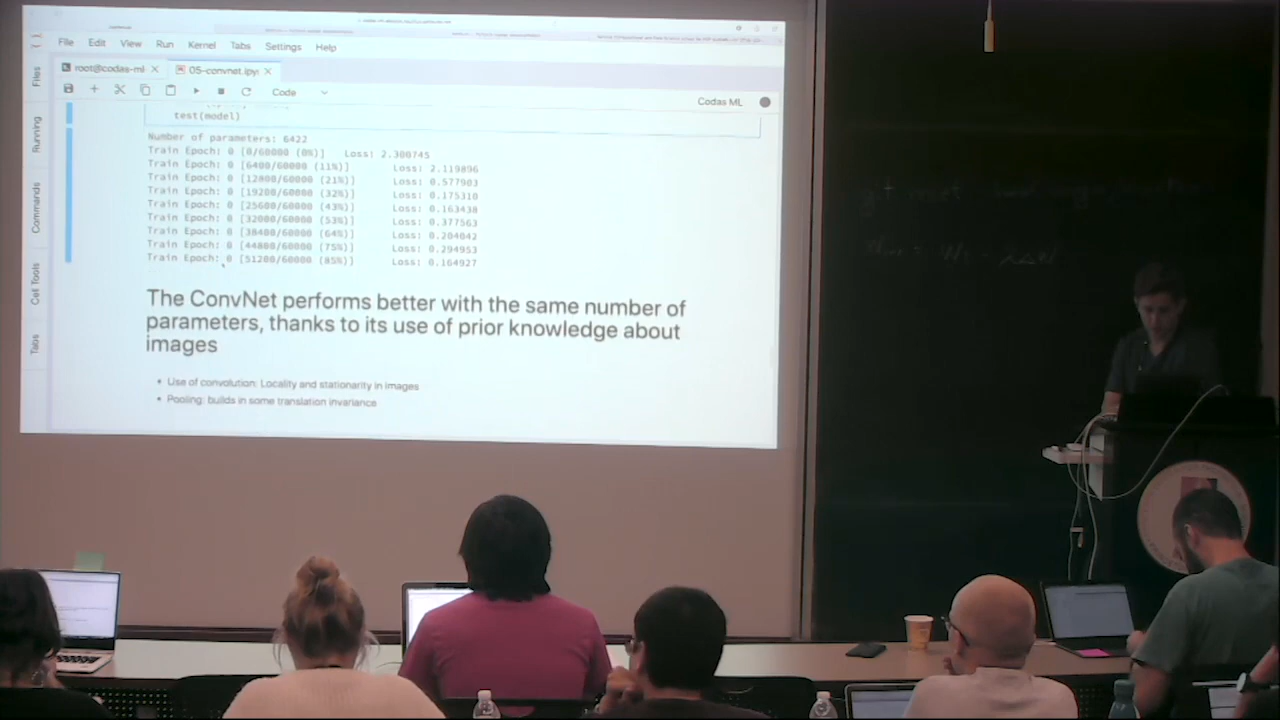 File Edit View Run Kernel Tabs Settings Help
root@codas-ml × 05-convnet.ipy ×
Code
Codas ML
Files
Running
Commands
Cell Tools
Tabs
test(model)
Number of parameters: 6422
Train Epoch: 0 [0/60000 (0%)] Loss: 2.300745
Train Epoch: 0 [6400/60000 (11%)] Loss: 2.119896
Train Epoch: 0 [12800/60000 (21%)] Loss: 0.577903
Train Epoch: 0 [19200/60000 (32%)] Loss: 0.175310
Train Epoch: 0 [25600/60000 (43%)] Loss: 0.163438
Train Epoch: 0 [32000/60000 (53%)] Loss: 0.377563
Train Epoch: 0 [38400/60000 (64%)] Loss: 0.204042
Train Epoch: 0 [44800/60000 (75%)] Loss: 0.294953
Train Epoch: 0 [51200/60000 (85%)] Loss: 0.164927
The ConvNet performs better with the same number of
parameters, thanks to its use of prior knowledge about
images
• Use of convolution: Locality and stationarity in images
• Pooling: builds in some translation invariance